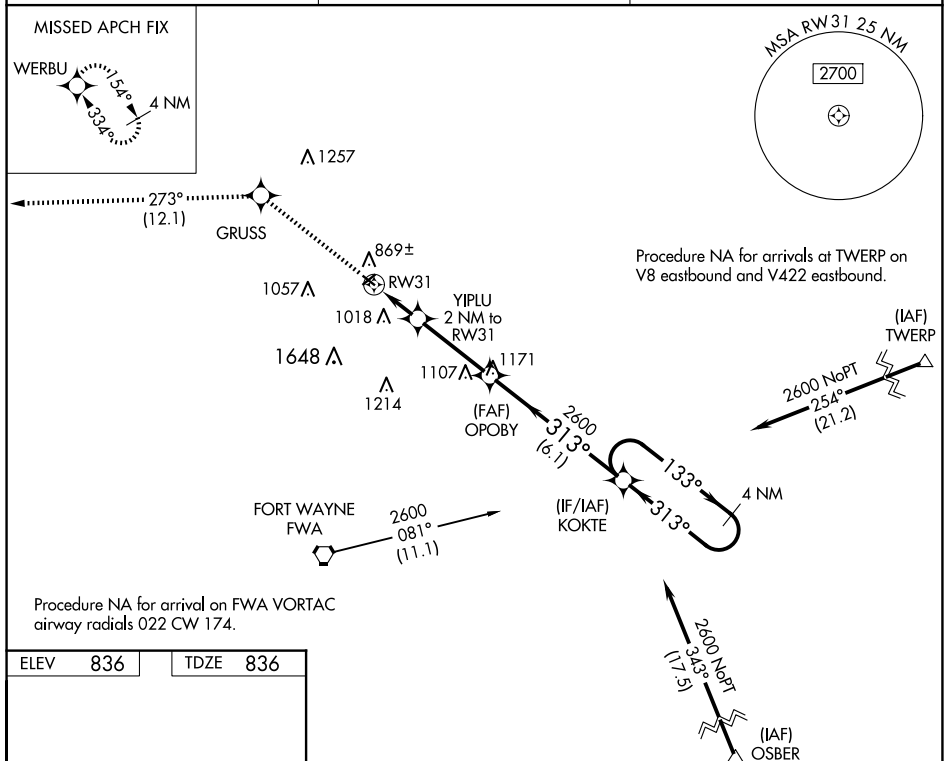 MISSED APCH FIX
WERBU
154°
4 NM
334°
MSA RW31 25 NM
2700
1257
273°
(12.1)
GRUSS
869±
RW31
1057
1018
YIPLU
2 NM to
RW31
1648
1107
1171
1214
(FAF)
OPOBY
Procedure NA for arrivals at TWERP on
V8 eastbound and V422 eastbound.
(IAF)
TWERP
2600 NoPT
254°
(21.2)
2600
313°
(6.1)
133°
4 NM
313°
(IF/IAF)
KOKTE
FORT WAYNE
FWA
2600
081°
(11.1)
Procedure NA for arrival on FWA VORTAC
airway radials 022 CW 174.
2600 NoPT
343°
(17.5)
(IAF)
OSBER
ELEV 836
TDZE 836